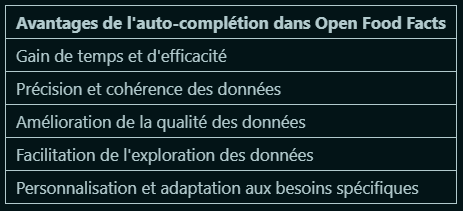 Avantages de l'auto-complétion dans Open Food Facts
Gain de temps et d'efficacité
Précision et cohérence des données
Amélioration de la qualité des données
Facilitation de l'exploration des données
Personnalisation et adaptation aux besoins spécifiques